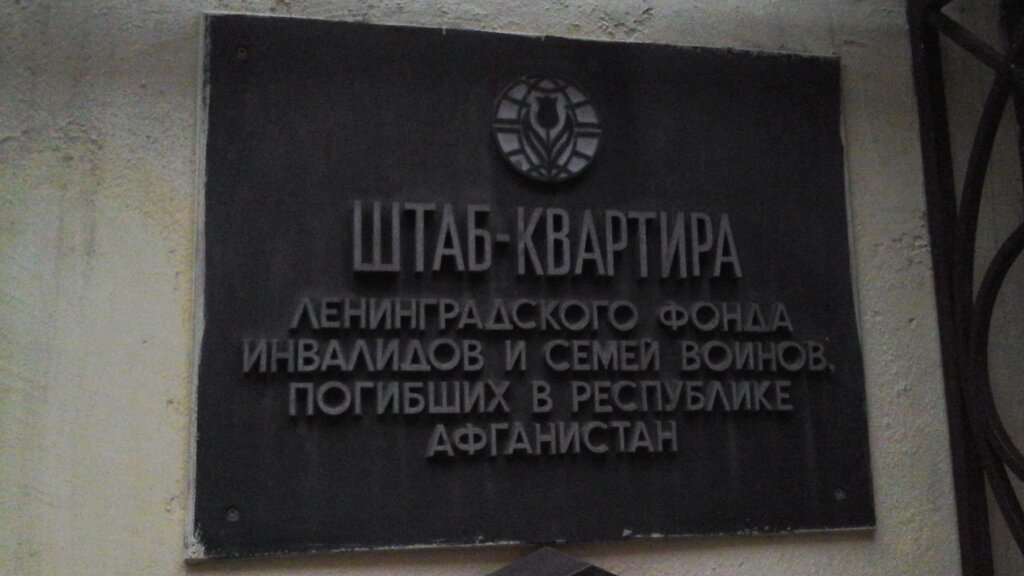 ШТАБ-КВАРТИРА
ЛЕНИНГРАДСКОГО ФОНДА
ИНВАЛИДОВ И СЕМЕЙ ВОИНОВ,
ПОГИБШИХ В РЕСПУБЛИКЕ
АФГАНИСТАН